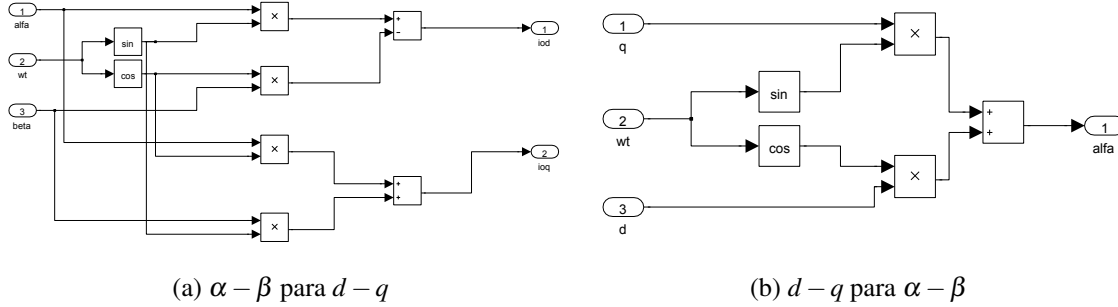 1
alfa
2
wt
3
beta
sin
cos
×
×
×
×
+
−
+
+
1
iod
2
ioq
(a) α − β para d − q
1
q
2
wt
3
d
sin
cos
×
×
+
+
1
alfa
(b) d − q para α − β